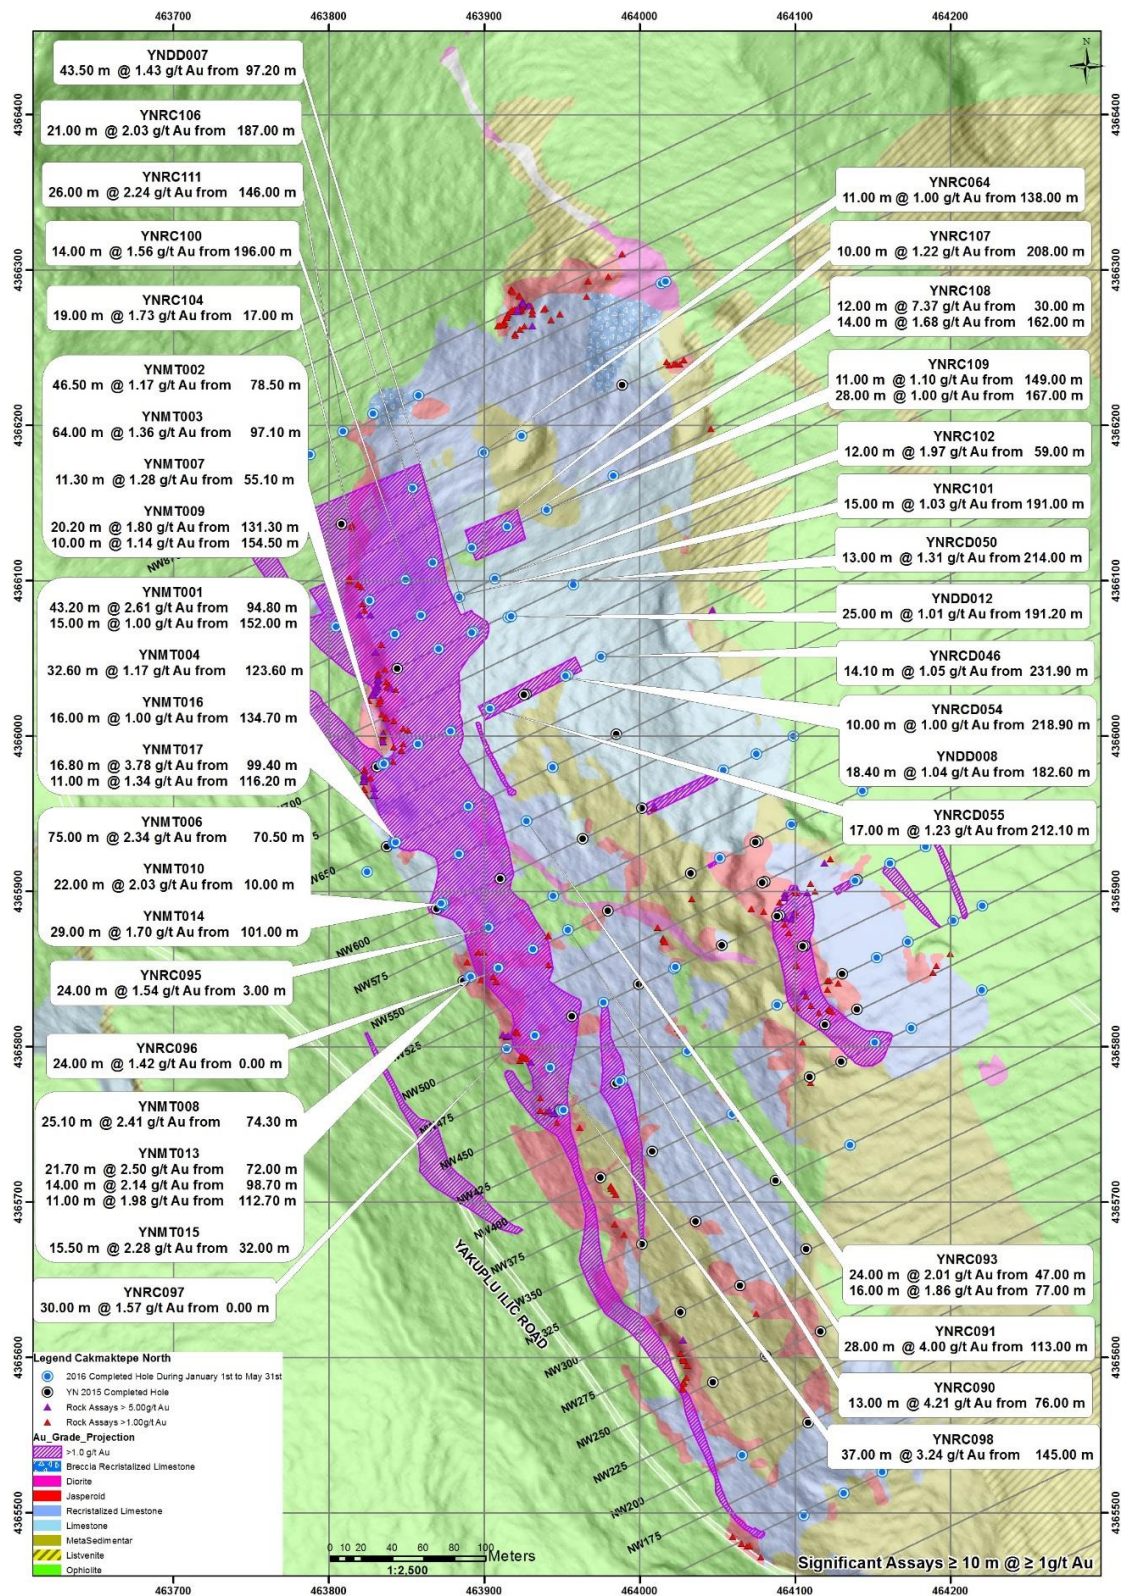 463700 463800 463900 464000 464100 464200
YNDD007
43.50 m @ 1.43 g/t Au from 97.20 m
YNRC106
21.00 m @ 2.03 g/t Au from 187.00 m
YNRC111
26.00 m @ 2.24 g/t Au from 146.00 m
YNRC100
14.00 m @ 1.56 g/t Au from 196.00 m
YNRC104
19.00 m @ 1.73 g/t Au from 17.00 m
YNMT002
46.50 m @ 1.17 g/t Au from 78.50 m
YNMT003
64.00 m @ 1.36 g/t Au from 97.10 m
YNMT007
11.30 m @ 1.28 g/t Au from 55.10 m
YNMT009
20.20 m @ 1.80 g/t Au from 131.30 m
10.00 m @ 1.14 g/t Au from 154.50 m
YNMT001
43.20 m @ 2.61 g/t Au from 94.80 m
15.00 m @ 1.00 g/t Au from 152.00 m
YNMT004
32.60 m @ 1.17 g/t Au from 123.60 m
YNMT016
16.00 m @ 1.00 g/t Au from 134.70 m
YNMT017
16.80 m @ 3.78 g/t Au from 99.40 m
11.00 m @ 1.34 g/t Au from 116.20 m
YNMT006
75.00 m @ 2.34 g/t Au from 70.50 m
YNMT010
22.00 m @ 2.03 g/t Au from 10.00 m
YNMT014
29.00 m @ 1.70 g/t Au from 101.00 m
YNRC095
24.00 m @ 1.54 g/t Au from 3.00 m
YNRC096
24.00 m @ 1.42 g/t Au from 0.00 m
YNMT008
25.10 m @ 2.41 g/t Au from 74.30 m
YNMT013
21.70 m @ 2.50 g/t Au from 72.00 m
14.00 m @ 2.14 g/t Au from 98.70 m
11.00 m @ 1.98 g/t Au from 112.70 m
YNMT015
15.50 m @ 2.28 g/t Au from 32.00 m
YNRC097
30.00 m @ 1.57 g/t Au from 0.00 m
N
YNRC064
11.00 m @ 1.00 g/t Au from 138.00 m
YNRC107
10.00 m @ 1.22 g/t Au from 208.00 m
YNRC108
12.00 m @ 7.37 g/t Au from 30.00 m
14.00 m @ 1.68 g/t Au from 162.00 m
YNRC109
11.00 m @ 1.10 g/t Au from 149.00 m
28.00 m @ 1.00 g/t Au from 167.00 m
YNRC102
12.00 m @ 1.97 g/t Au from 59.00 m
YNRC101
15.00 m @ 1.03 g/t Au from 191.00 m
YNRCD050
13.00 m @ 1.31 g/t Au from 214.00 m
YNDD012
25.00 m @ 1.01 g/t Au from 191.20 m
YNRCD046
14.10 m @ 1.05 g/t Au from 231.90 m
YNRCD054
10.00 m @ 1.00 g/t Au from 218.90 m
YNDD008
18.40 m @ 1.04 g/t Au from 182.60 m
YNRCD055
17.00 m @ 1.23 g/t Au from 212.10 m
YNRC093
24.00 m @ 2.01 g/t Au from 47.00 m
16.00 m @ 1.86 g/t Au from 77.00 m
YNRC091
28.00 m @ 4.00 g/t Au from 113.00 m
YNRC090
13.00 m @ 4.21 g/t Au from 76.00 m
YNRC098
37.00 m @ 3.24 g/t Au from 145.00 m
4366400
4366300
4366200
4366100
4366000
4365900
4365800
4365700
4365600
4365500
4366400
4366300
4366200
4366100
4366000
4365900
4365800
4365700
4365600
4365500
NW650
NW600
NW575
NW550
NW525
NW500
NW475
NW450
NW425
NW400
NW375
NW350
NW325
NW300
NW275
NW250
NW225
NW200
NW175
YAKUPLU ILIC ROAD
Legend Cakmaktepe North
2016 Completed Hole During January 1st to May 31st
YN 2015 Completed Hole
Rock Assays > 5.00g/t Au
Rock Assays >1.00g/t Au
Au_Grade_Projection
>1.0 g/t Au
Breccia Recristalized Limestone
Diorite
Jasperoid
Recristalized Limestone
Limestone
MetaSedimentar
Listvenite
Ophiolite
0 10 20 40 60 80 100
Meters
1:2.500
Significant Assays ≥ 10 m @ ≥ 1g/t Au
463700 463800 463900 464000 464100 464200